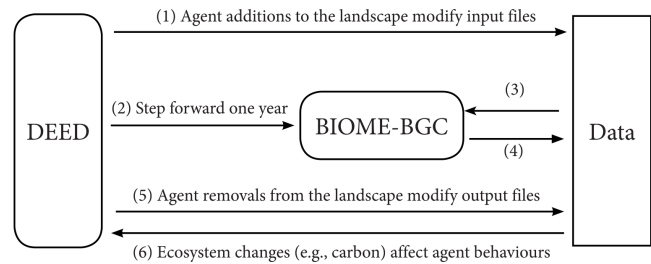 (1) Agent additions to the landscape modify input files
(2) Step forward one year
(3)
DEED
BIOME-BGC
Data
(4)
(5) Agent removals from the landscape modify output files
(6) Ecosystem changes (e.g., carbon) affect agent behaviours